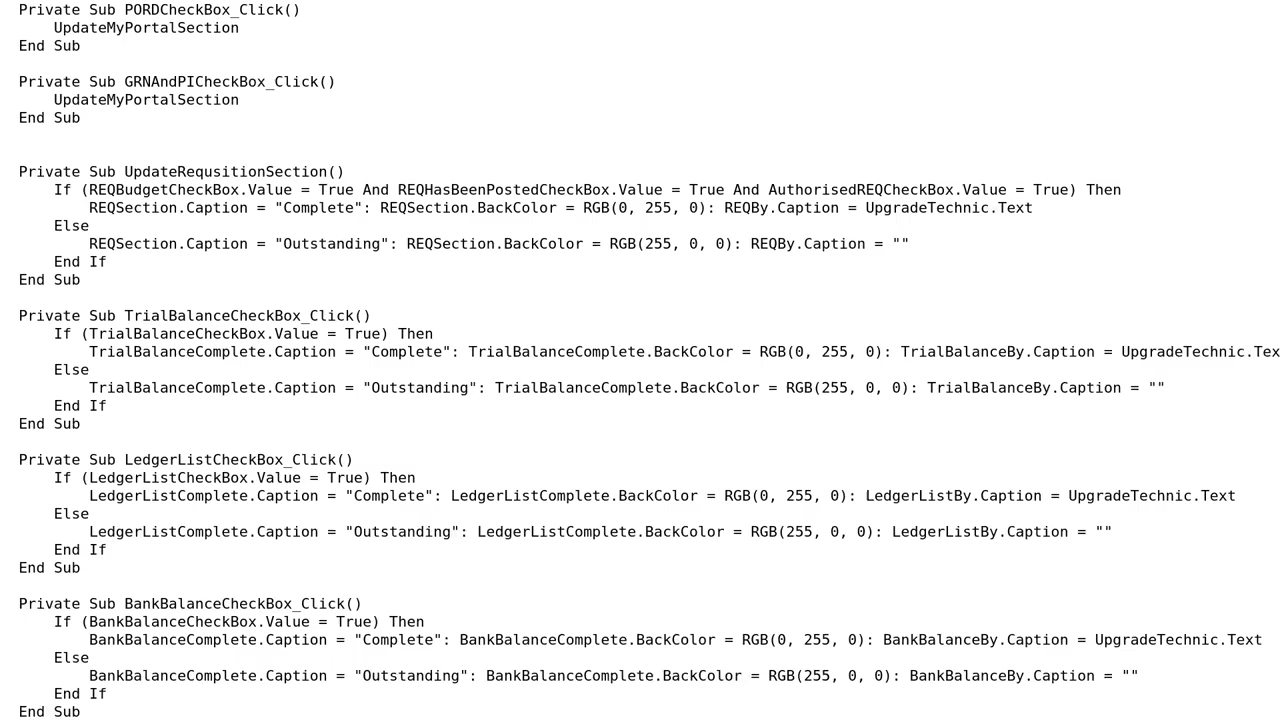 Private Sub PORDCheckBox_Click()
    UpdateMyPortalSection
End Sub

Private Sub GRNAndPICheckBox_Click()
    UpdateMyPortalSection
End Sub


Private Sub UpdateRequsitionSection()
    If (REQBudgetCheckBox.Value = True And REQHasBeenPostedCheckBox.Value = True And AuthorisedREQCheckBox.Value = True) Then
        REQSection.Caption = "Complete": REQSection.BackColor = RGB(0, 255, 0): REQBy.Caption = UpgradeTechnic.Text
    Else
        REQSection.Caption = "Outstanding": REQSection.BackColor = RGB(255, 0, 0): REQBy.Caption = ""
    End If
End Sub

Private Sub TrialBalanceCheckBox_Click()
    If (TrialBalanceCheckBox.Value = True) Then
        TrialBalanceComplete.Caption = "Complete": TrialBalanceComplete.BackColor = RGB(0, 255, 0): TrialBalanceBy.Caption = UpgradeTechnic.Tex
    Else
        TrialBalanceComplete.Caption = "Outstanding": TrialBalanceComplete.BackColor = RGB(255, 0, 0): TrialBalanceBy.Caption = ""
    End If
End Sub

Private Sub LedgerListCheckBox_Click()
    If (LedgerListCheckBox.Value = True) Then
        LedgerListComplete.Caption = "Complete": LedgerListComplete.BackColor = RGB(0, 255, 0): LedgerListBy.Caption = UpgradeTechnic.Text
    Else
        LedgerListComplete.Caption = "Outstanding": LedgerListComplete.BackColor = RGB(255, 0, 0): LedgerListBy.Caption = ""
    End If
End Sub

Private Sub BankBalanceCheckBox_Click()
    If (BankBalanceCheckBox.Value = True) Then
        BankBalanceComplete.Caption = "Complete": BankBalanceComplete.BackColor = RGB(0, 255, 0): BankBalanceBy.Caption = UpgradeTechnic.Text
    Else
        BankBalanceComplete.Caption = "Outstanding": BankBalanceComplete.BackColor = RGB(255, 0, 0): BankBalanceBy.Caption = ""
    End If
End Sub